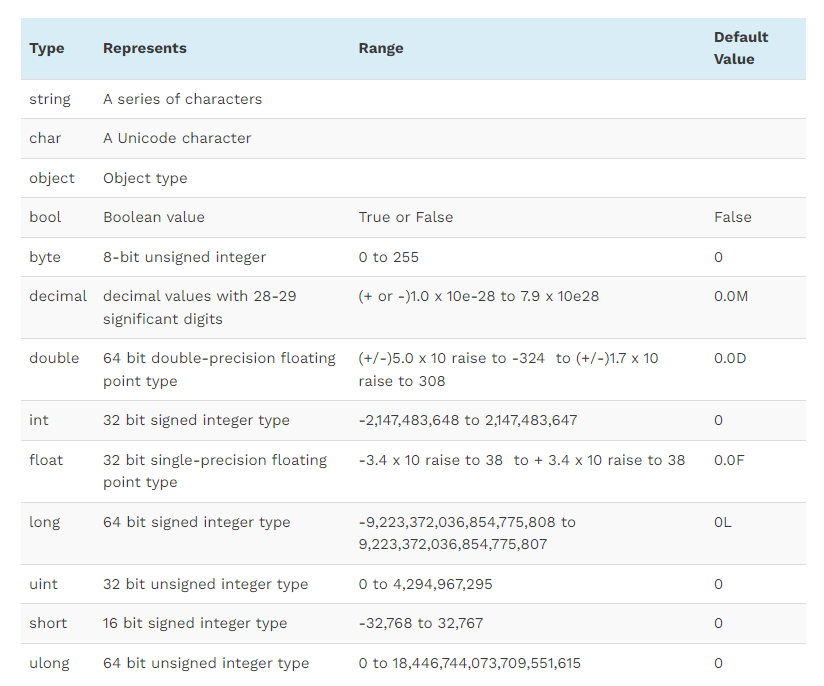 Type Represents Range Default Value
string A series of characters
char A Unicode character
object Object type
bool Boolean value True or False False
byte 8-bit unsigned integer 0 to 255 0
decimal decimal values with 28-29 (+ or -)1.0 x 10e-28 to 7.9 x 10e28 0.0M
significant digits
double 64 bit double-precision floating (+/-)5.0 x 10 raise to -324  to (+/-)1.7 x 10 0.0D
point type raise to 308
int 32 bit signed integer type -2,147,483,648 to 2,147,483,647 0
float 32 bit single-precision floating -3.4 x 10 raise to 38  to + 3.4 x 10 raise to 38 0.0F
point type
long 64 bit signed integer type -9,223,372,036,854,775,808 to 0L
9,223,372,036,854,775,807
uint 32 bit unsigned integer type 0 to 4,294,967,295 0
short 16 bit signed integer type -32,768 to 32,767 0
ulong 64 bit unsigned integer type 0 to 18,446,744,073,709,551,615 0